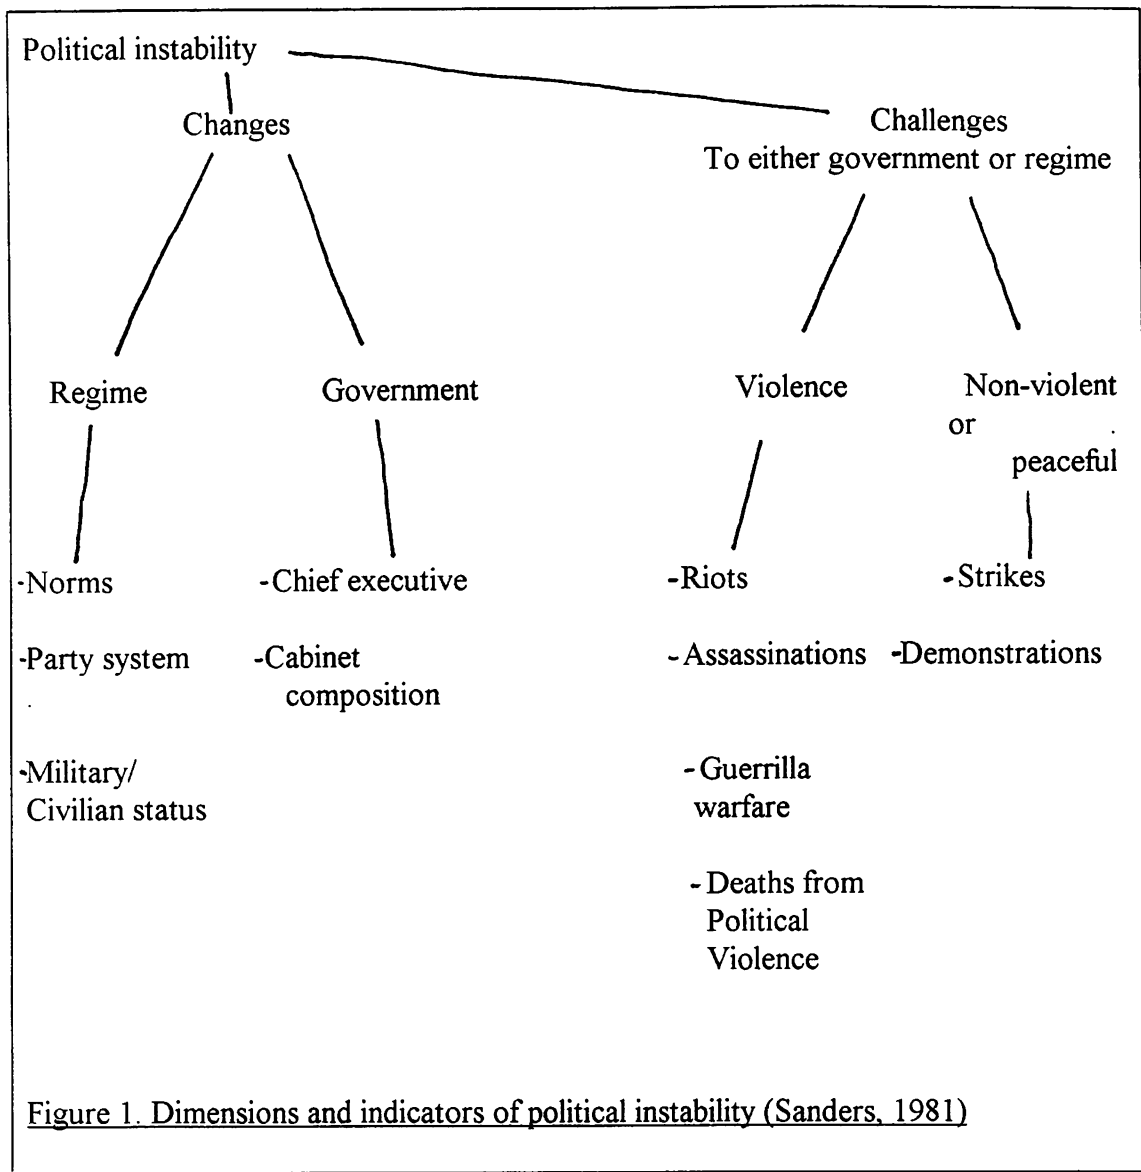 Political instability
Changes
Challenges
To either government or regime
Regime
Government
Violence
Non-violent
or
peaceful
-Norms
-Chief executive
-Riots
-Strikes
-Party system
-Cabinet
composition
-Assassinations
-Demonstrations
-Military/
Civilian status
-Guerrilla
warfare
-Deaths from
Political
Violence
Figure 1. Dimensions and indicators of political instability (Sanders, 1981)